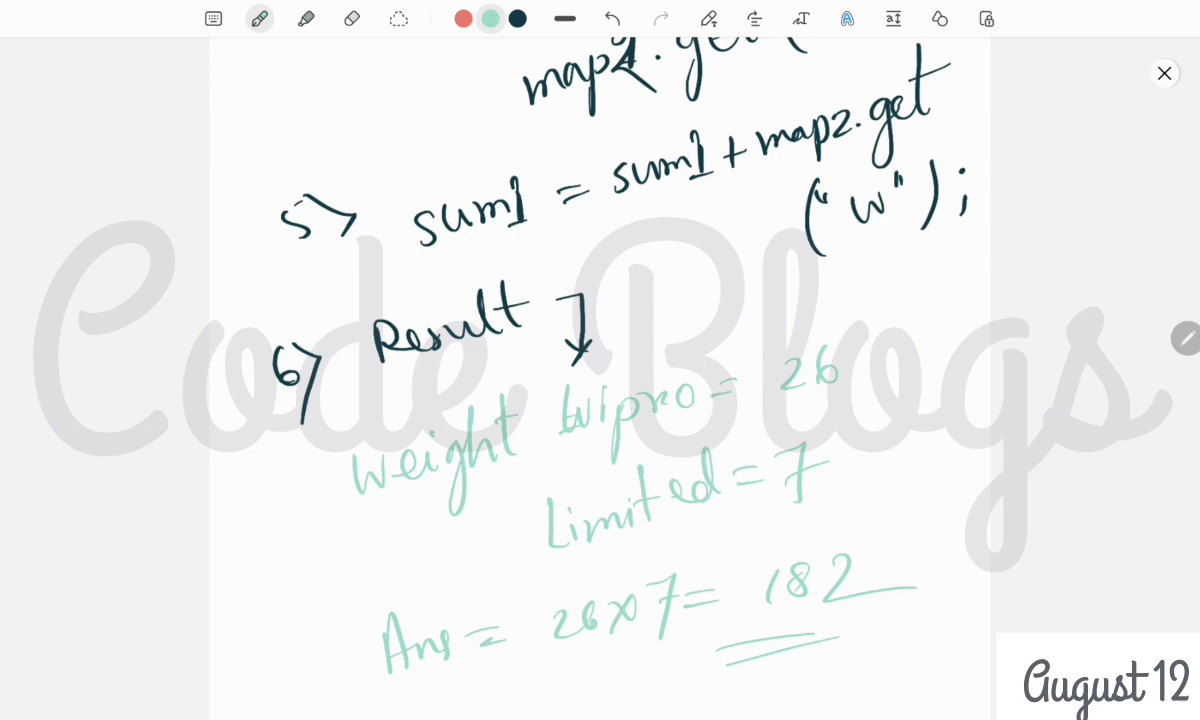 map2.get(
5) sum1 = sum1 + map2.get
("w");
6) Result
Weight Wipro = 26
Limited = 7
Ans = 26x7= 182
Code Blogs
August 12